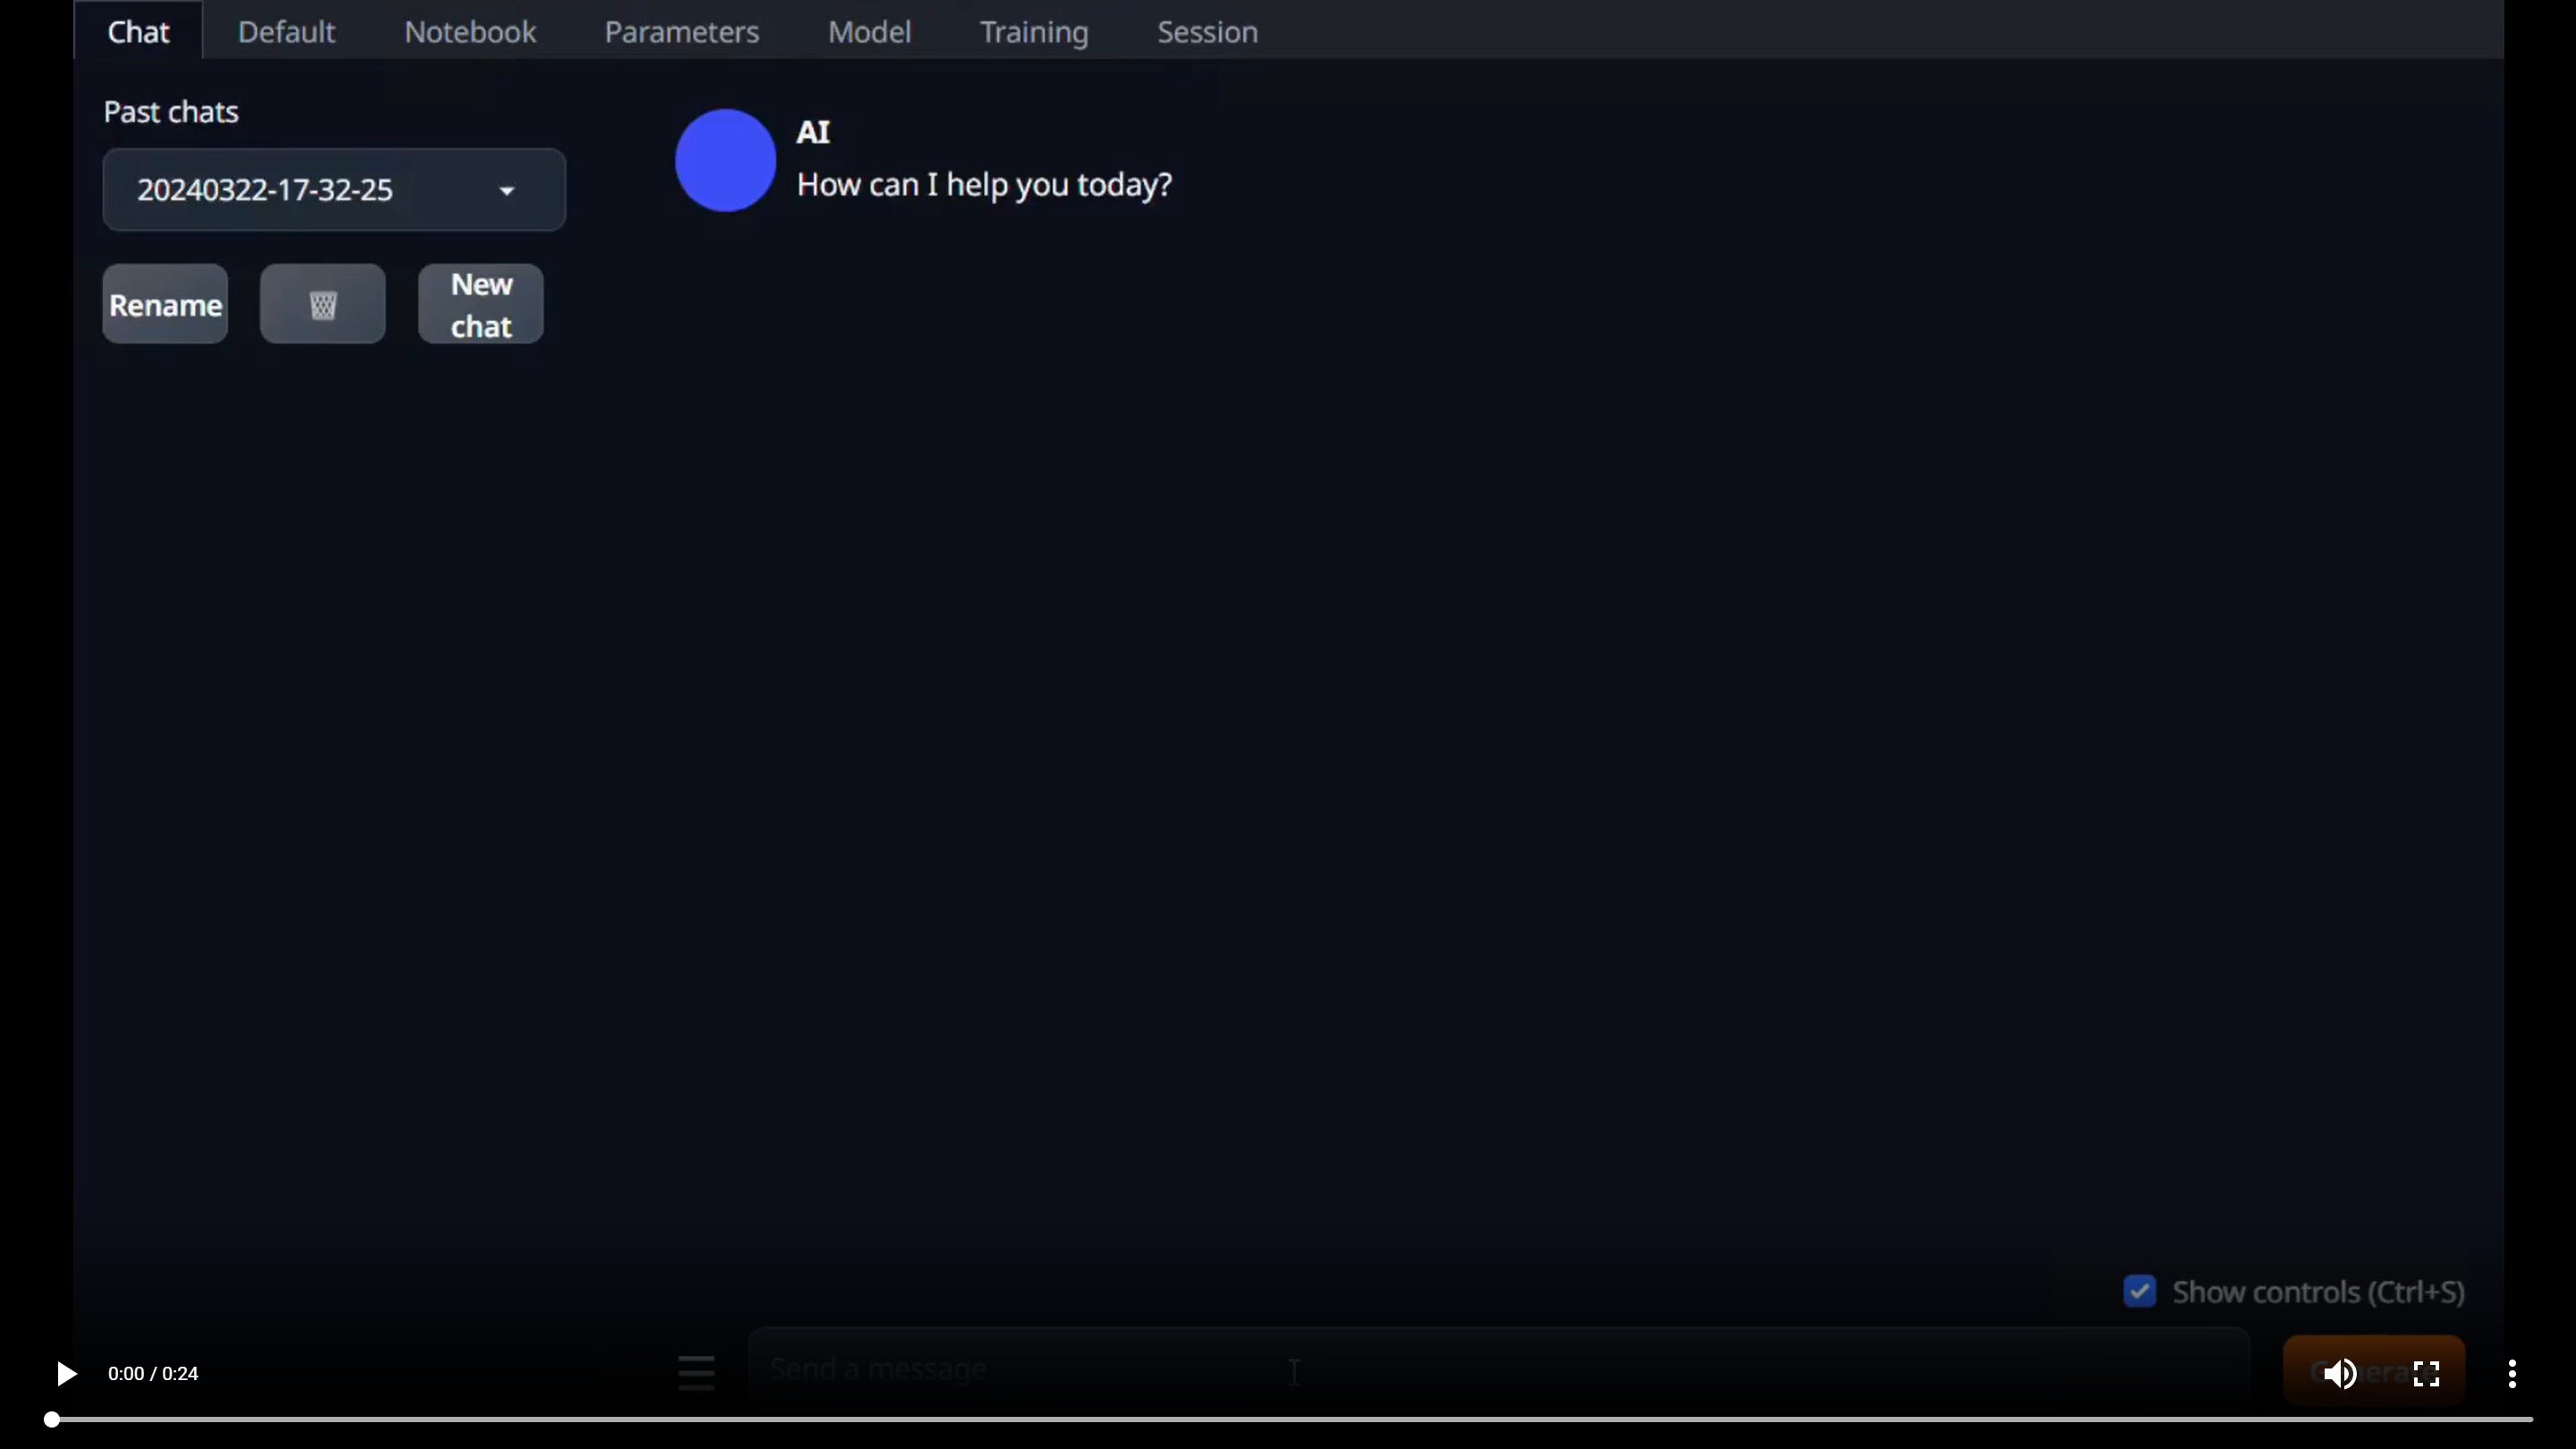 Chat Default Notebook Parameters Model Training Session
Past chats
20240322-17-32-25
Rename
New
chat
AI
How can I help you today?
Show controls (Ctrl+S)
Send a message
0:00 / 0:24